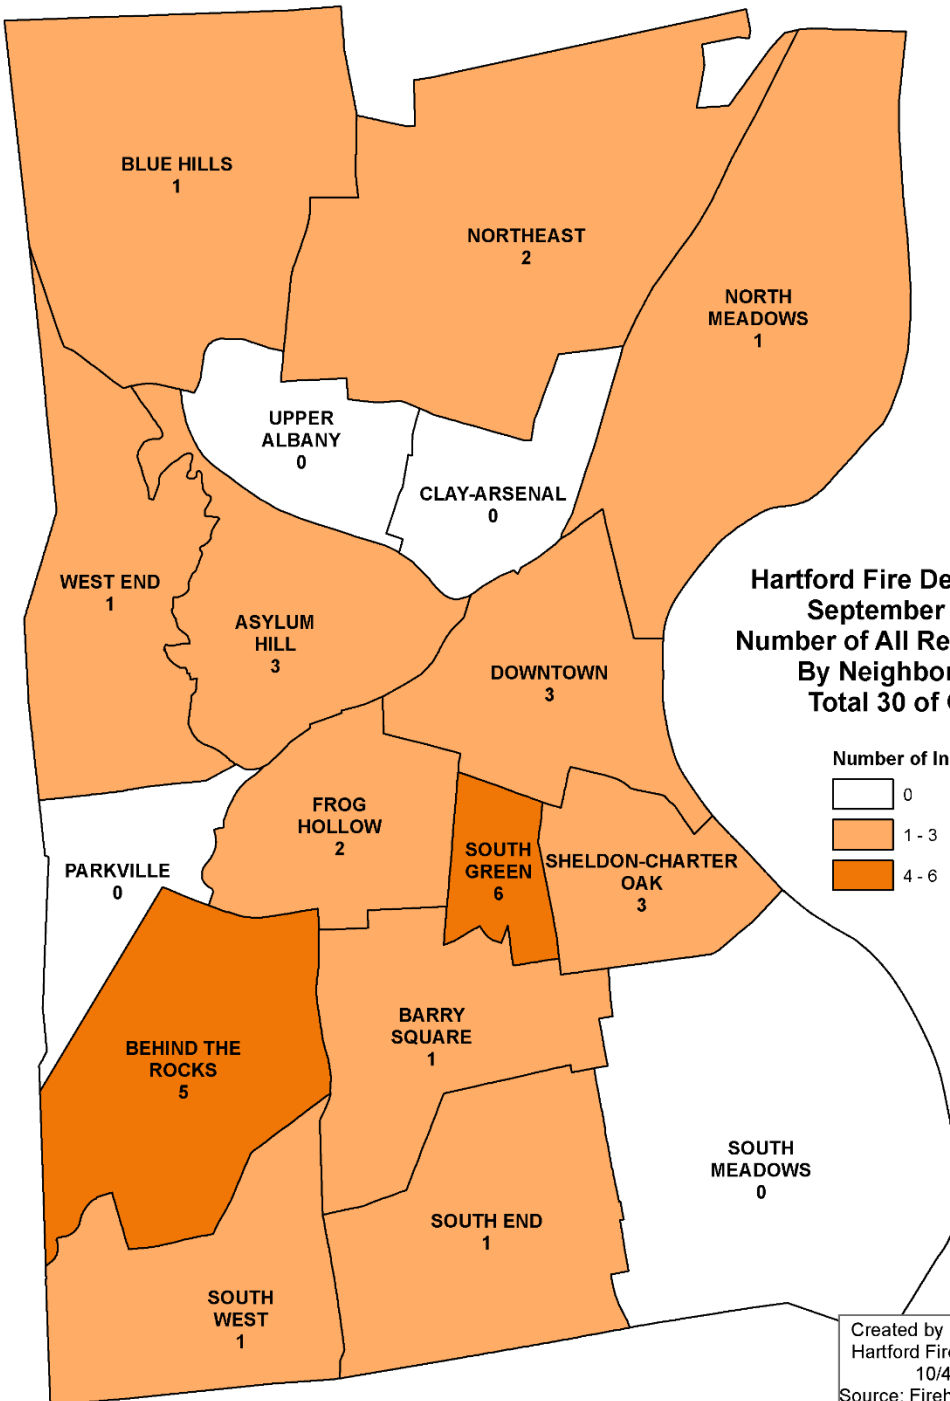 BLUE HILLS
1
NORTHEAST
2
NORTH
MEADOWS
1
UPPER
ALBANY
0
CLAY-ARSENAL
0
WEST END
1
ASYLUM
HILL
3
DOWNTOWN
3
Hartford Fire De
September
Number of All Re
By Neighbor
Total 30 of
Number of In
0
1 - 3
4 - 6
FROG
HOLLOW
2
SOUTH
GREEN
6
SHELDON-CHARTER
OAK
3
PARKVILLE
0
BARRY
SQUARE
1
BEHIND THE
ROCKS
5
SOUTH
MEADOWS
0
SOUTH END
1
SOUTH
WEST
1
Created by
Hartford Fire
10/4
Source: Fireh